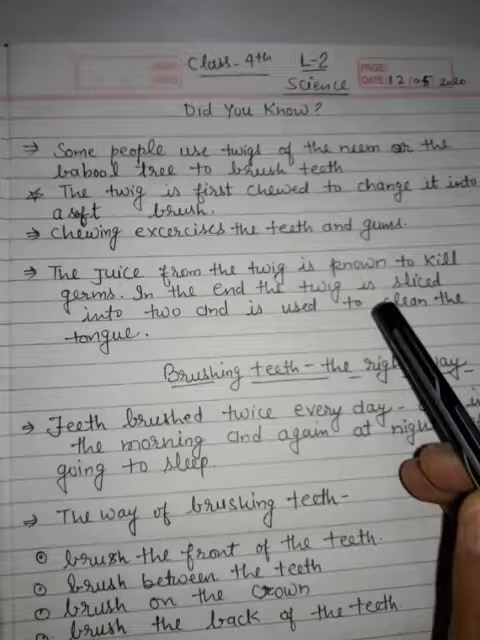 Class-4th L-2
Science
PAGE
DATE 12/05/2020
Did You Know?
→ Some people use twigs of the neem or the
babool tree to brush teeth
* The twig is first chewed to change it into
a soft brush.
→ Chewing excercises the teeth and gums.
→ The Juice from the twig is known to kill
germs. In the end the twig is sliced
into two and is used to clean the
tongue.
Brushing teeth - the right way
→ Teeth brushed twice every day -
the morning and again at night
going to sleep.
→ The way of brushing teeth-
brush the front of the teeth.
brush between the teeth
brush on the crown
brush the back of the teeth.